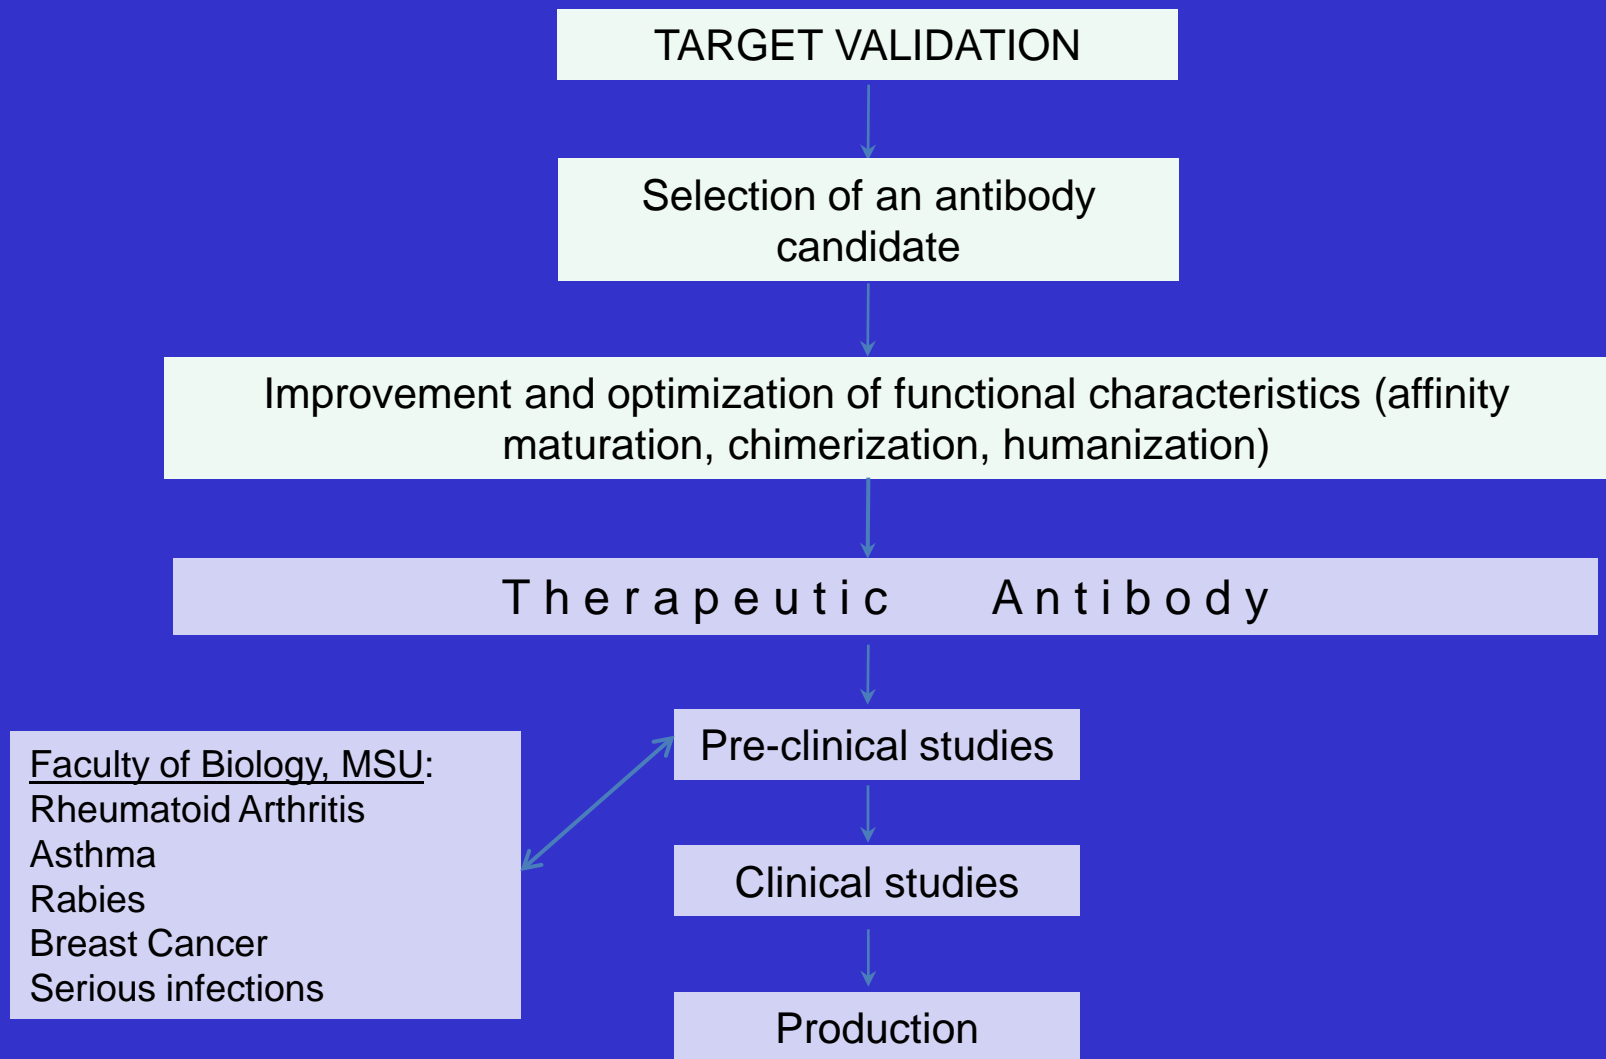 TARGET VALIDATION
Selection of an antibody
candidate
Improvement and optimization of functional characteristics (affinity
maturation, chimerization, humanization)
Therapeutic Antibody
Pre-clinical studies
Faculty of Biology, MSU:
Rheumatoid Arthritis
Asthma
Rabies
Breast Cancer
Serious infections
Clinical studies
Production